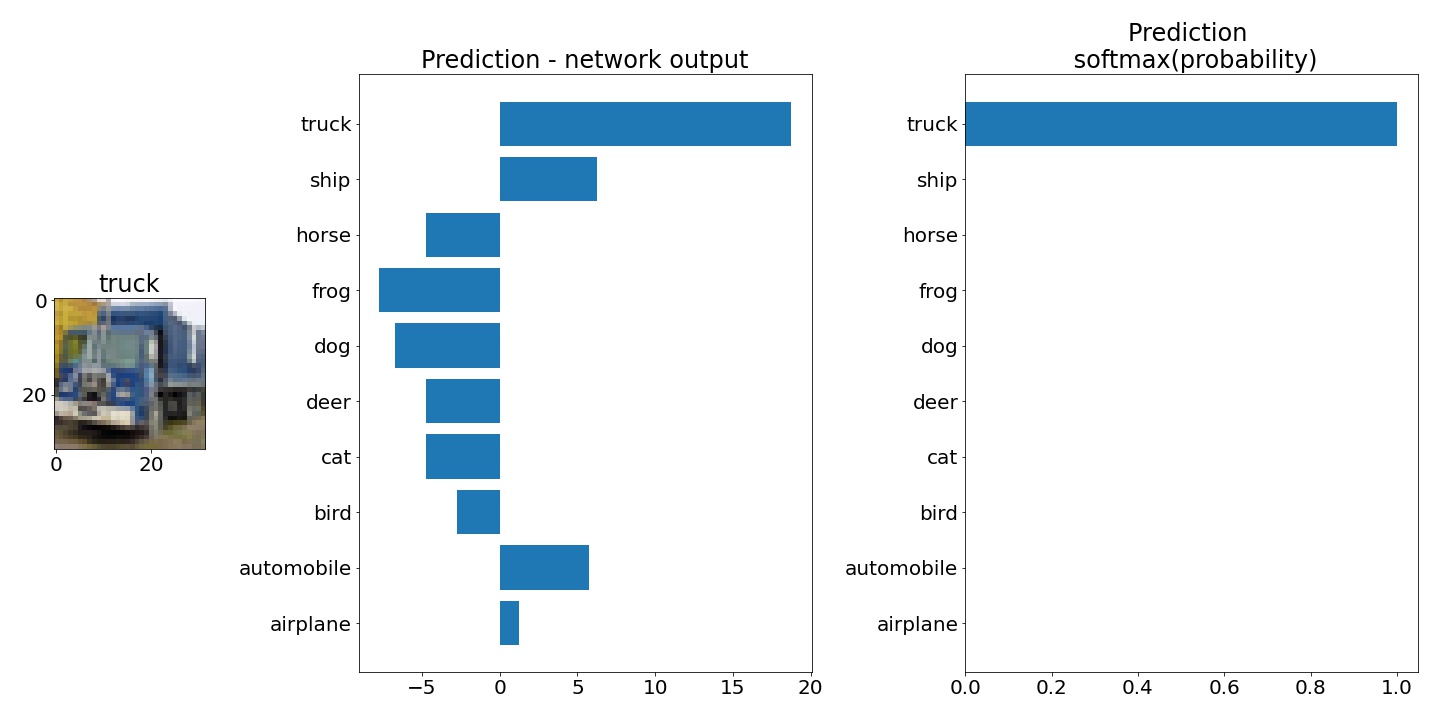 truck
0
20
0 20
Prediction - network output
truck
ship
horse
frog
dog
deer
cat
bird
automobile
airplane
−5 0 5 10 15 20
Prediction
softmax(probability)
truck
ship
horse
frog
dog
deer
cat
bird
automobile
airplane
0.0 0.2 0.4 0.6 0.8 1.0